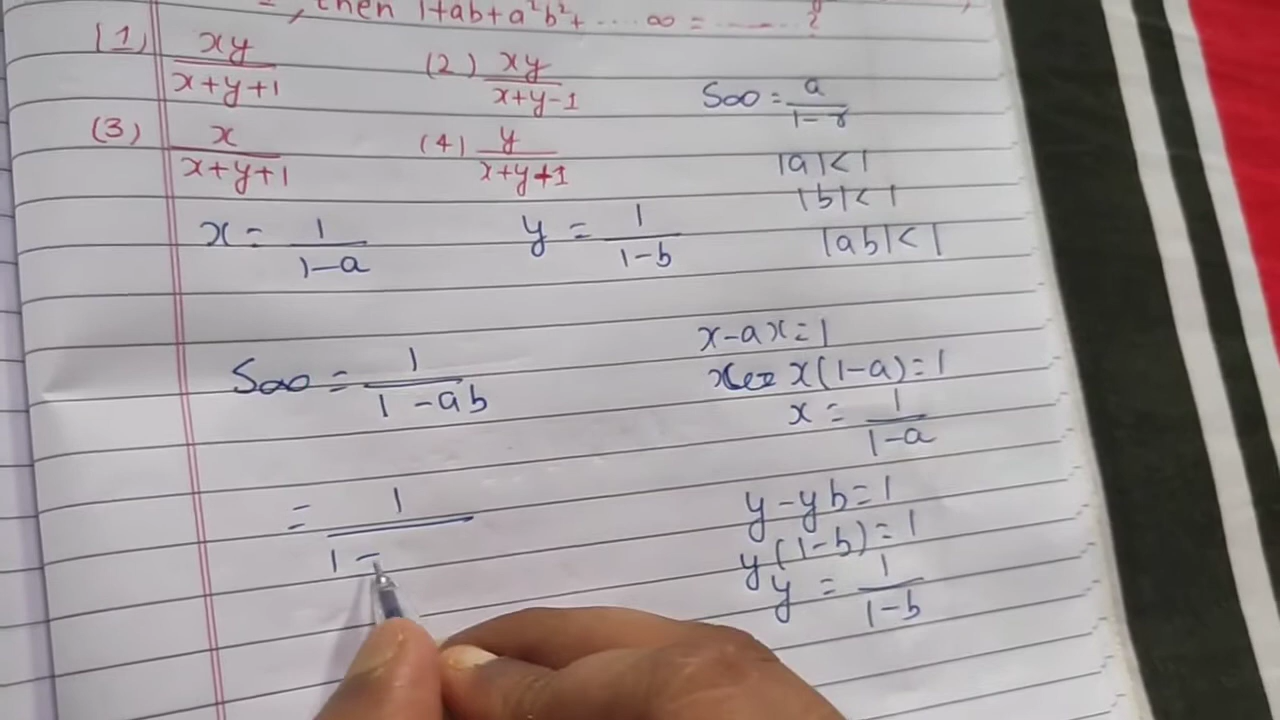 , then 1+ab+a²b²+ .... ∞ = ........ ?
(1) xy/x+y+1 (2) xy/x+y-1
(3) x/x+y+1 (4) y/x+y+1
S∞ = a/1-r
|a|<1
|b|<1
|ab|<1
x = 1/1-a y = 1/1-b
S∞ = 1/1-ab
= 1/1-
x-ax=1
x(1-a)=1
x = 1/1-a
y-yb=1
y(1-b)=1
y = 1/1-b